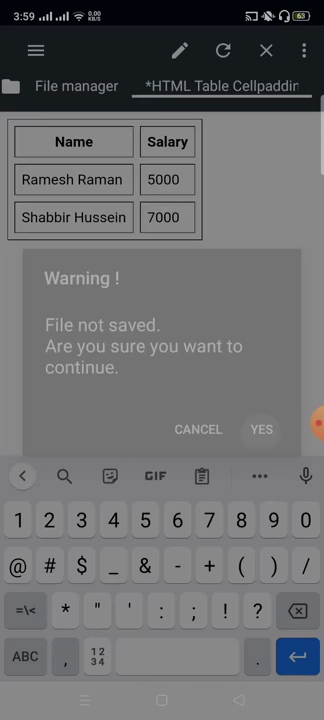 3:59 0.00 KB/S 63
File manager *HTML Table Cellpaddin
Name Salary
Ramesh Raman 5000
Shabbir Hussein 7000
Warning !
File not saved.
Are you sure you want to
continue.
CANCEL YES
GIF
1 2 3 4 5 6 7 8 9 0
@ # $ _ & - + ( ) /
=\< * " ' : ; ! ?
ABC , 12 34 .